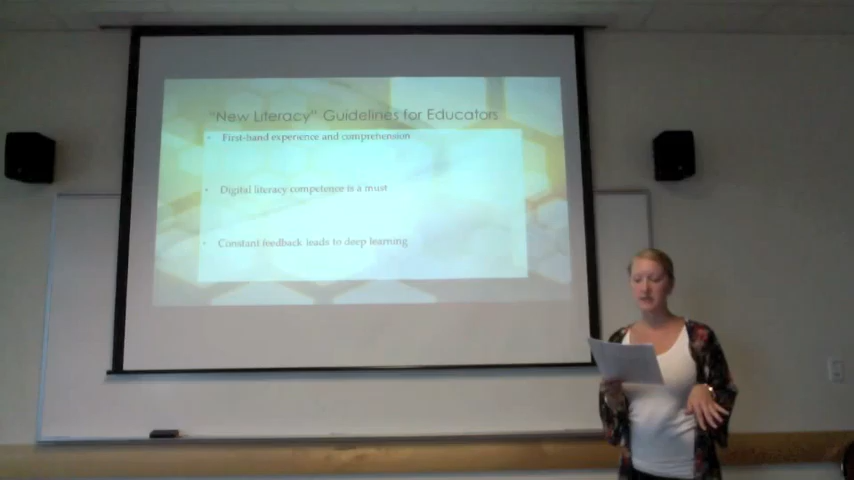 "New Literacy" Guidelines for Educators
• First-hand experience and comprehension
• Digital literacy competence is a must
• Constant feedback leads to deep learning